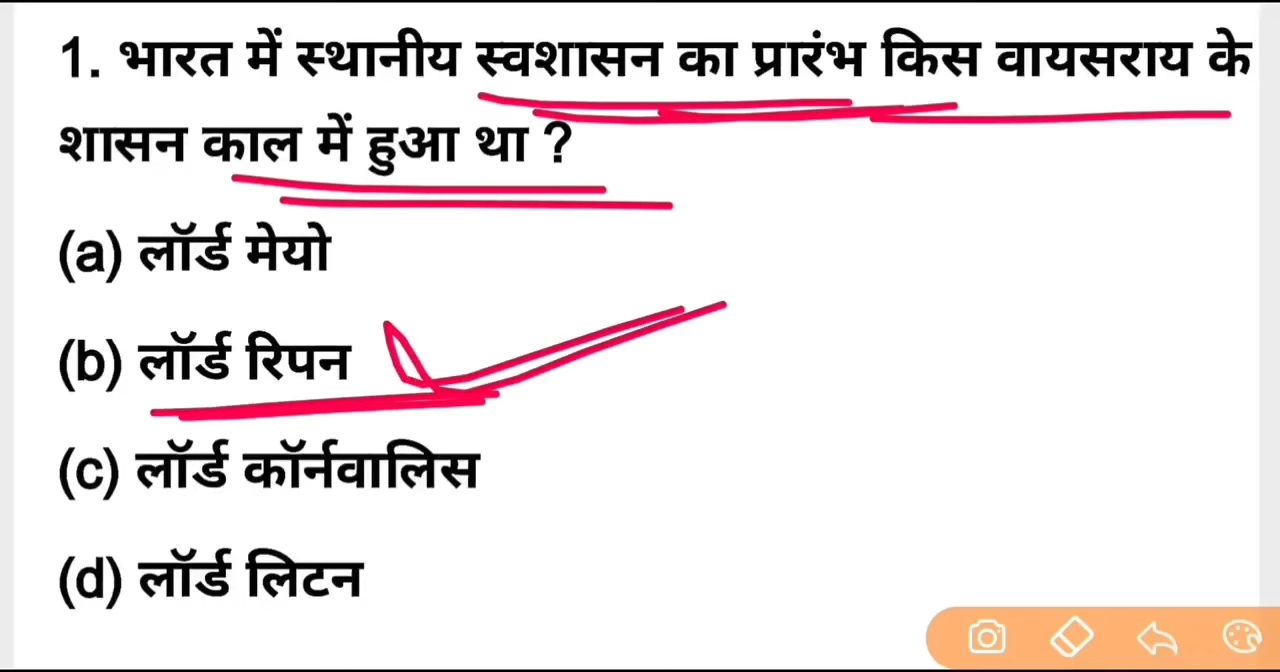 1. भारत में स्थानीय स्वशासन का प्रारंभ किस वायसराय के
शासन काल में हुआ था ?
(a) लॉर्ड मेयो
(b) लॉर्ड रिपन
(c) लॉर्ड कॉर्नवालिस
(d) लॉर्ड लिटन